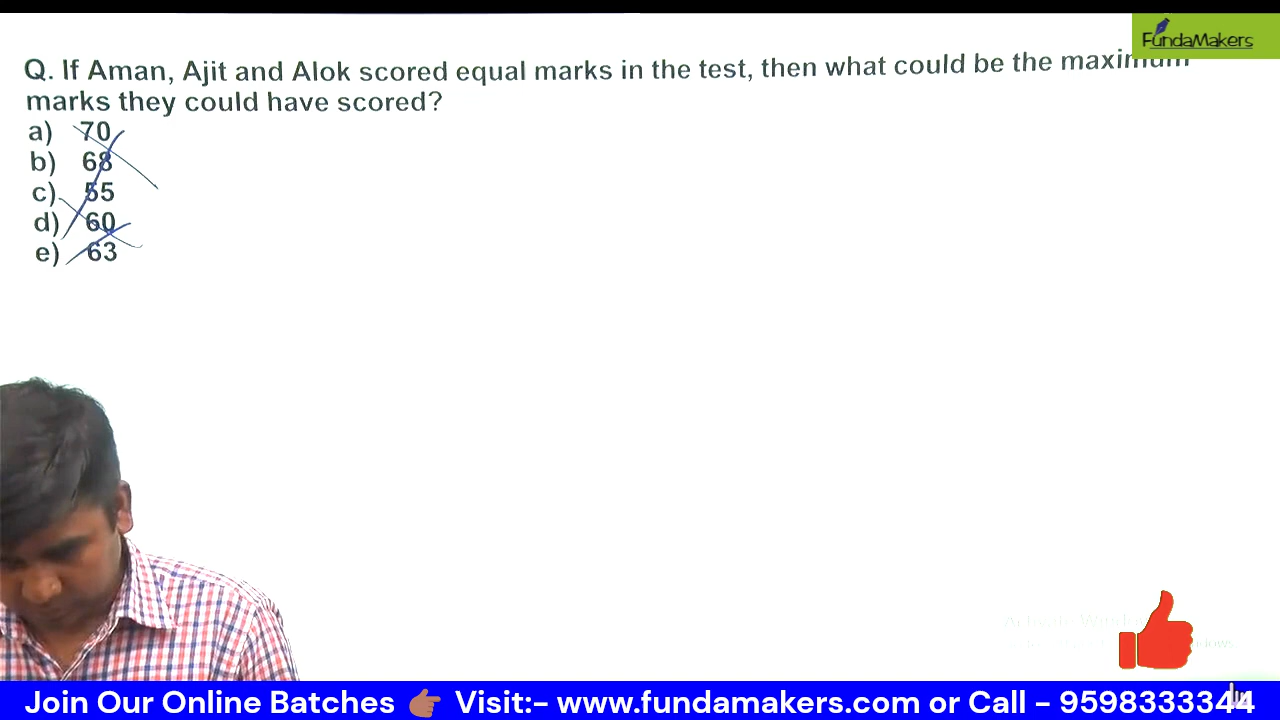 FundaMakers
Q. If Aman, Ajit and Alok scored equal marks in the test, then what could be the maximum
marks they could have scored?
a) 70
b) 68
c) 55
d) 60
e) 63
Join Our Online Batches Visit:- www.fundamakers.com or Call - 9598333344